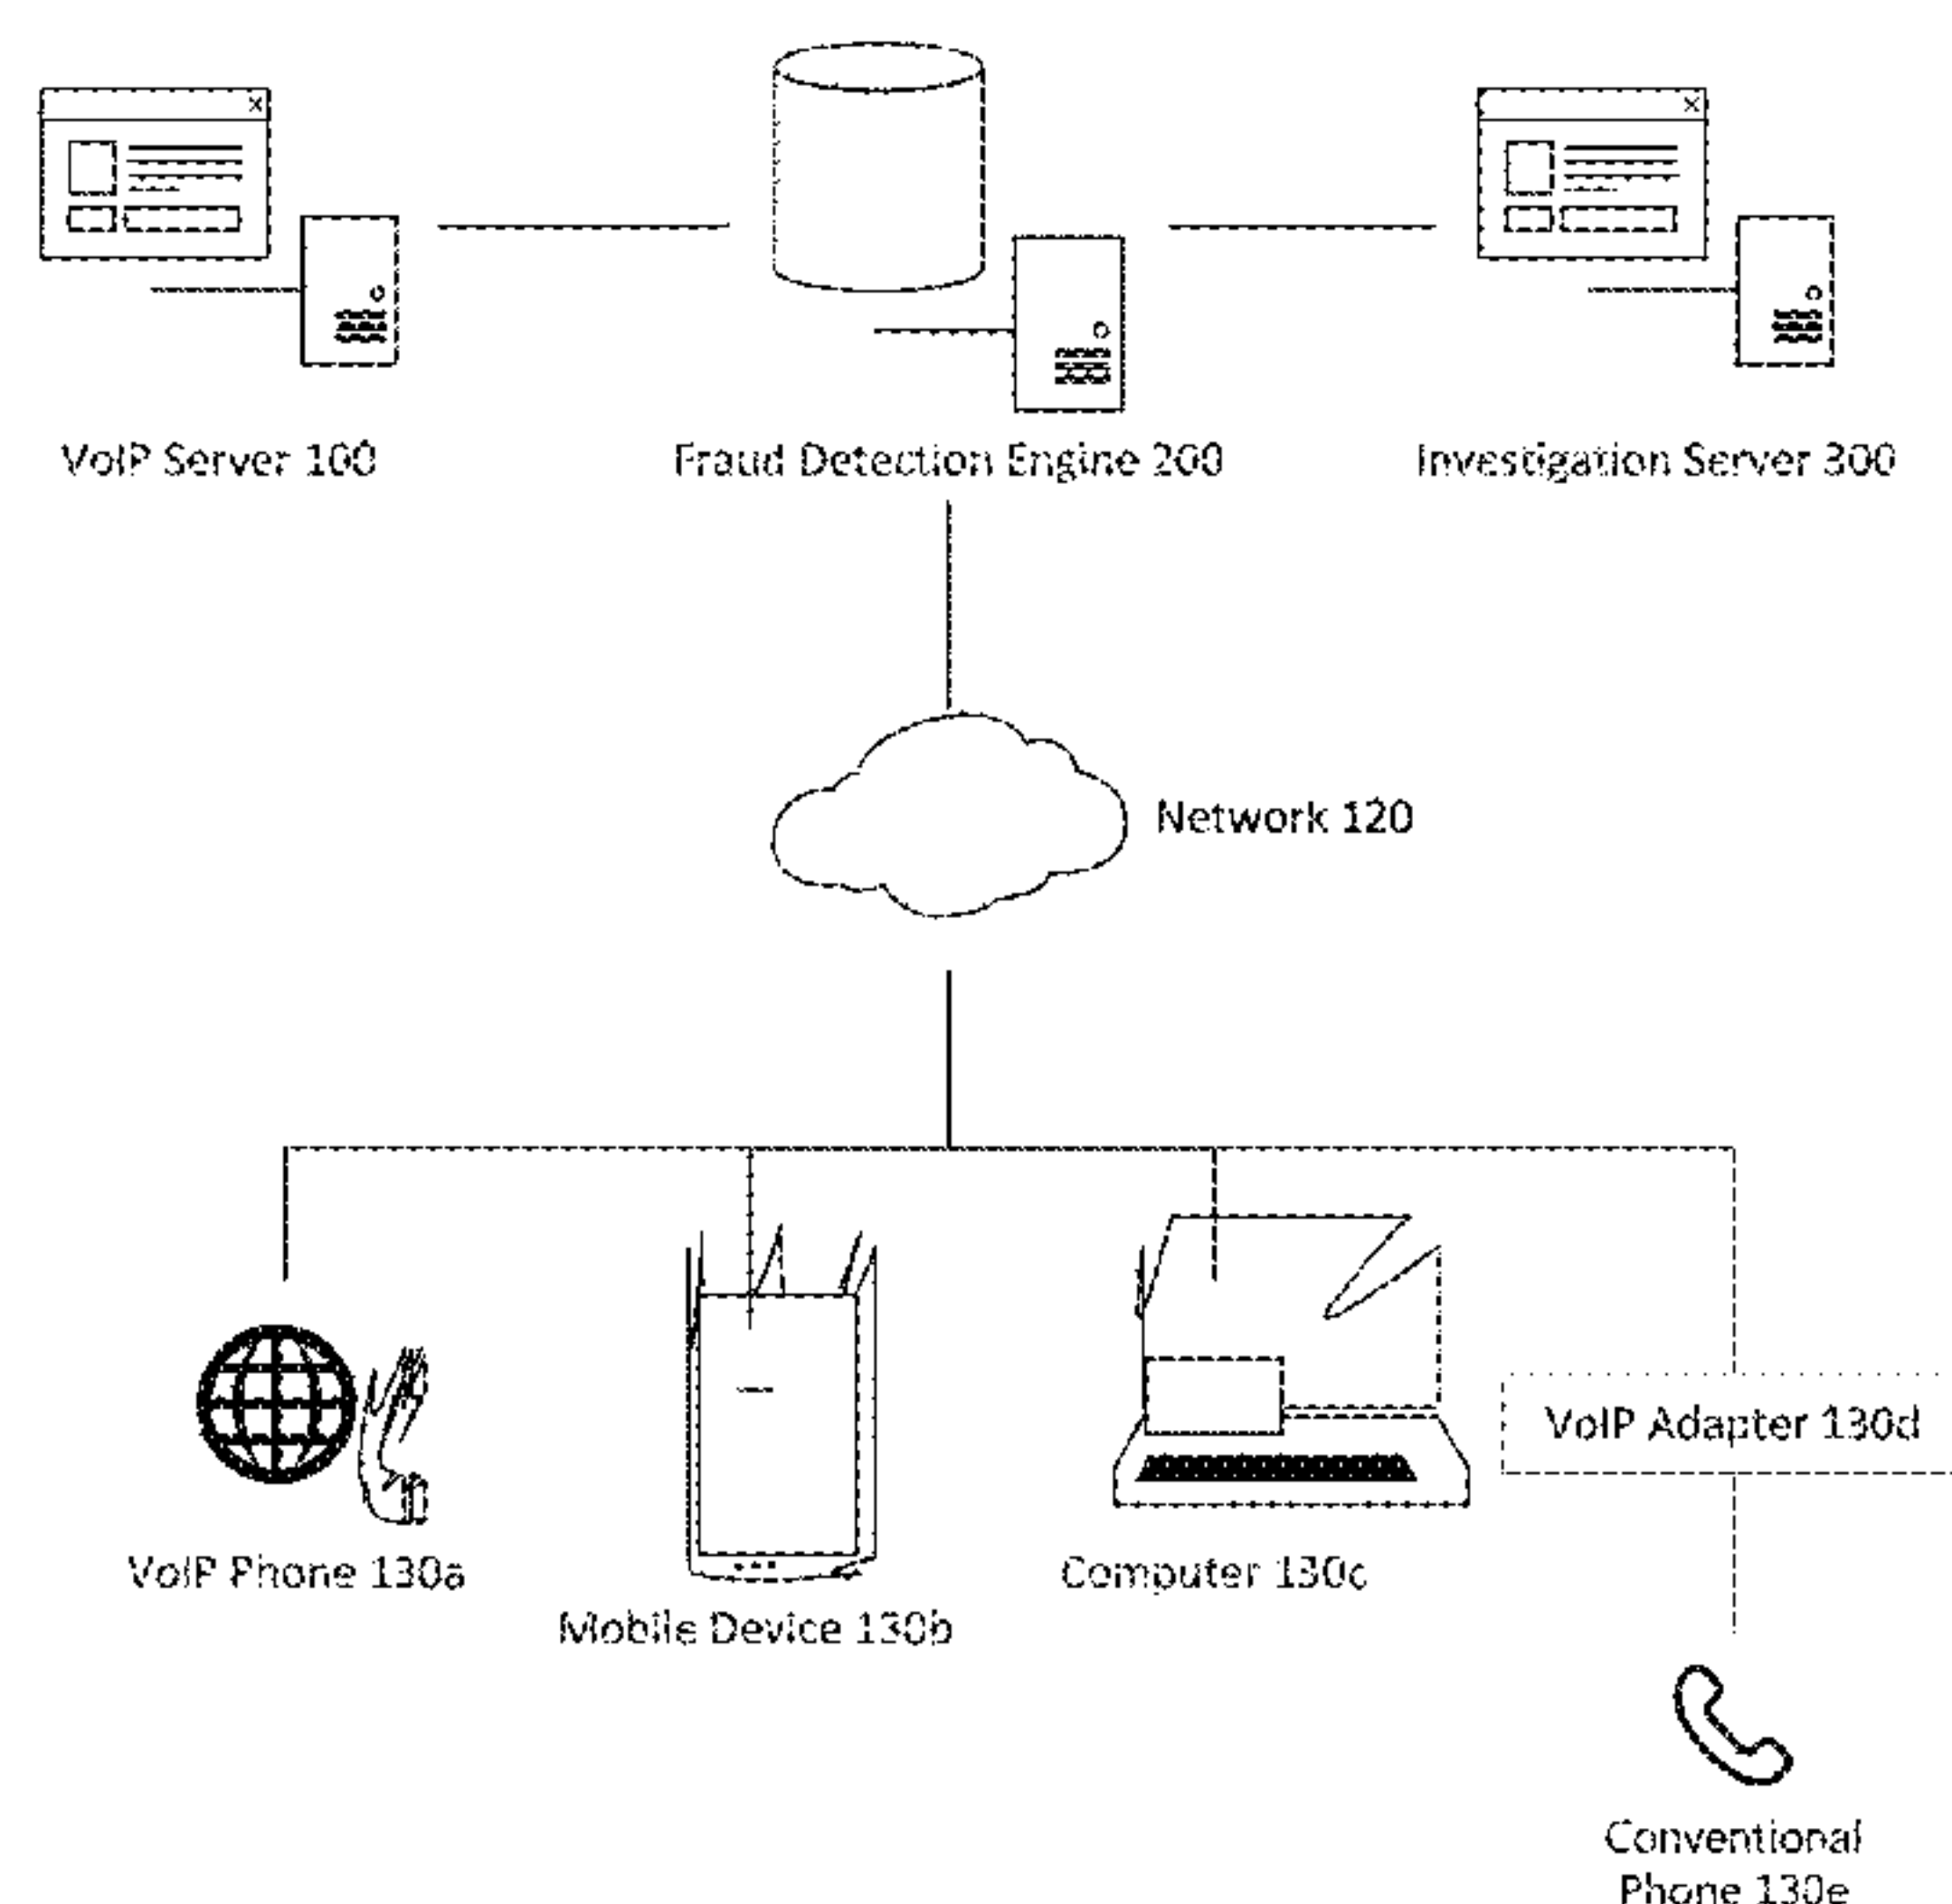 VoIP Server 100
Fraud Detection Engine 200
Investigation Server 300
Network 120
VoIP Adapter 130d
VoIP Phone 130a
Computer 130c
Mobile Device 130b
Conventional
Phone 130e